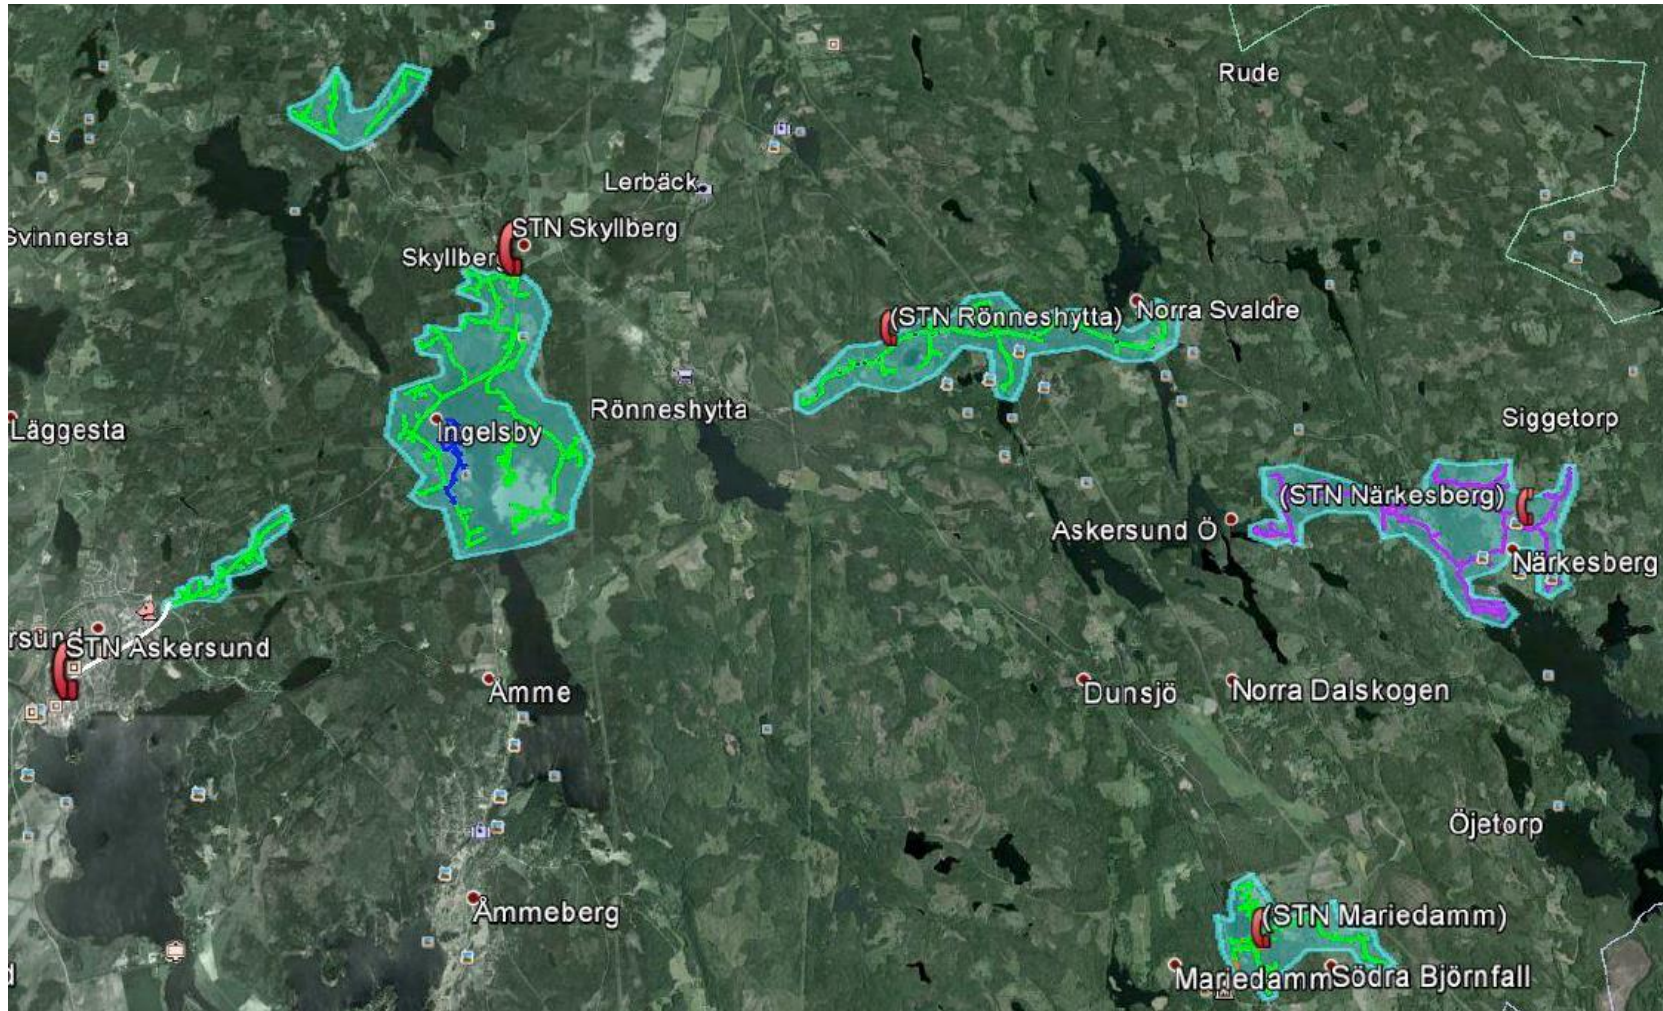 Rude
Lerbäck
STN Skyllberg
Svinnersta
Skyllberg
(STN Rönneshytta)
Norra Svaldre
Rönneshytta
Siggetorp
Läggesta
Ingelsby
(STN Närkesberg)
Askersund Ö
Närkesberg
rsund
STN Askersund
Åmme
Dunsjö
Norra Dalskogen
Öjetorp
Åmmeberg
(STN Mariedamm)
Mariedamm
Södra Björnfall
d